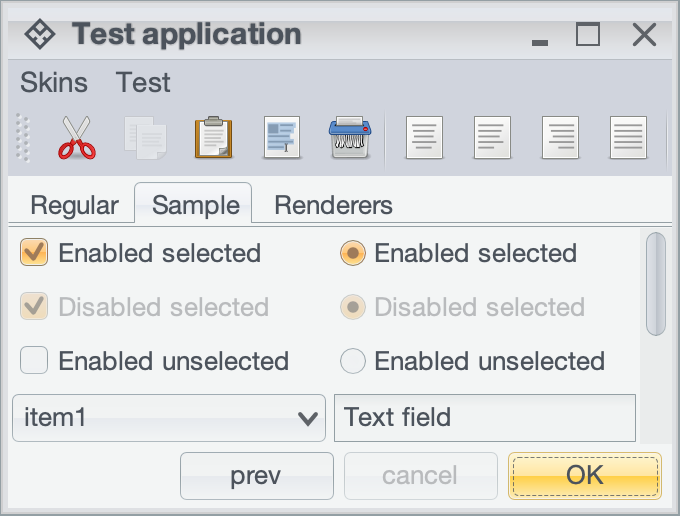 Test application
Skins Test
Regular Sample Renderers
Enabled selected Enabled selected
Disabled selected Disabled selected
Enabled unselected Enabled unselected
item1 Text field
prev cancel OK